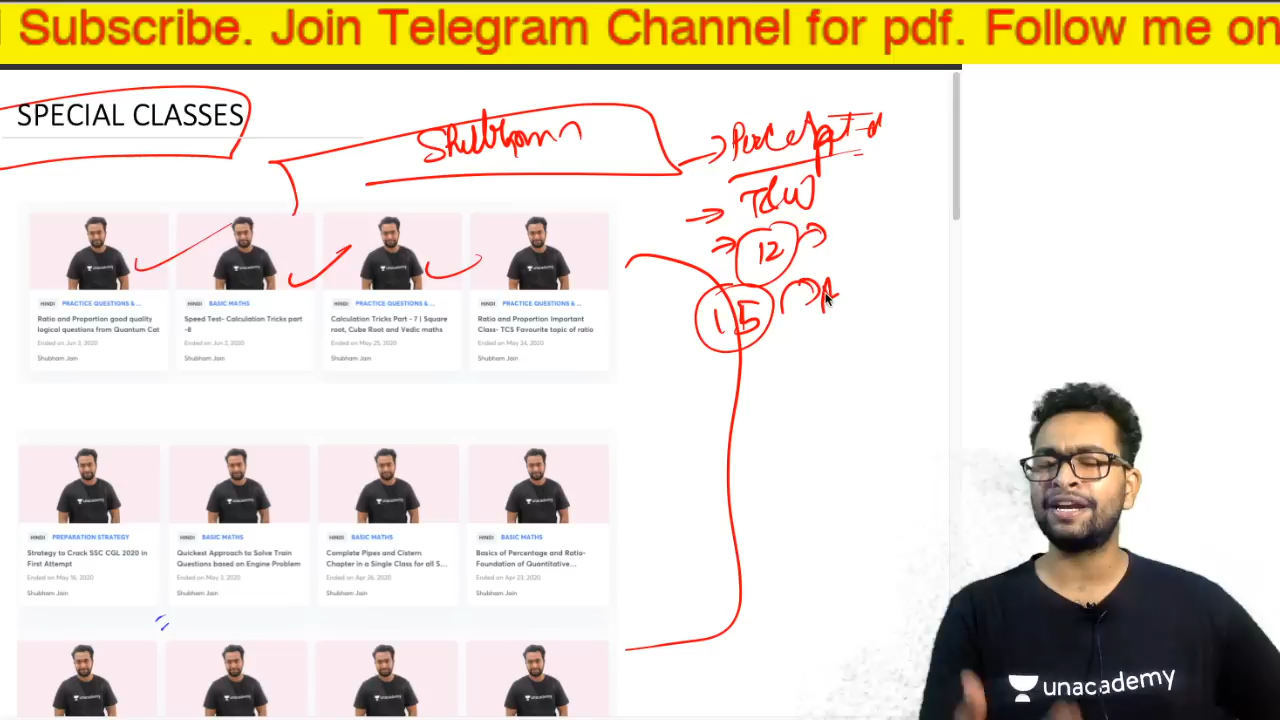 Subscribe. Join Telegram Channel for pdf. Follow me on
SPECIAL CLASSES
Shubham
T&W
12
15
HINDI PRACTICE QUESTIONS & ...
Ratio and Proportion good quality
logical questions from Quantum Cat
Ended on Jun 3, 2020
Shubham Jain
HINDI BASIC MATHS
Speed Test- Calculation Tricks part
-8
Ended on Jun 2, 2020
Shubham Jain
HINDI PRACTICE QUESTIONS & ...
Calculation Tricks Part - 7 | Square
root, Cube Root and Vedic maths
Ended on May 25, 2020
Shubham Jain
HINDI PRACTICE QUESTIONS & ...
Ratio and Proportion Important
Class- TCS Favourite topic of ratio
Ended on May 24, 2020
Shubham Jain
HINDI PREPARATION STRATEGY
Strategy to Crack SSC CGL 2020 in
First Attempt
Ended on May 16, 2020
Shubham Jain
HINDI BASIC MATHS
Quickest Approach to Solve Train
Questions based on Engine Problem
Ended on May 2, 2020
Shubham Jain
HINDI BASIC MATHS
Complete Pipes and Cistern
Chapter in a Single Class for all S...
Ended on Apr 26, 2020
Shubham Jain
HINDI BASIC MATHS
Basics of Percentage and Ratio-
Foundation of Quantitative...
Ended on Apr 23, 2020
Shubham Jain
unacademy